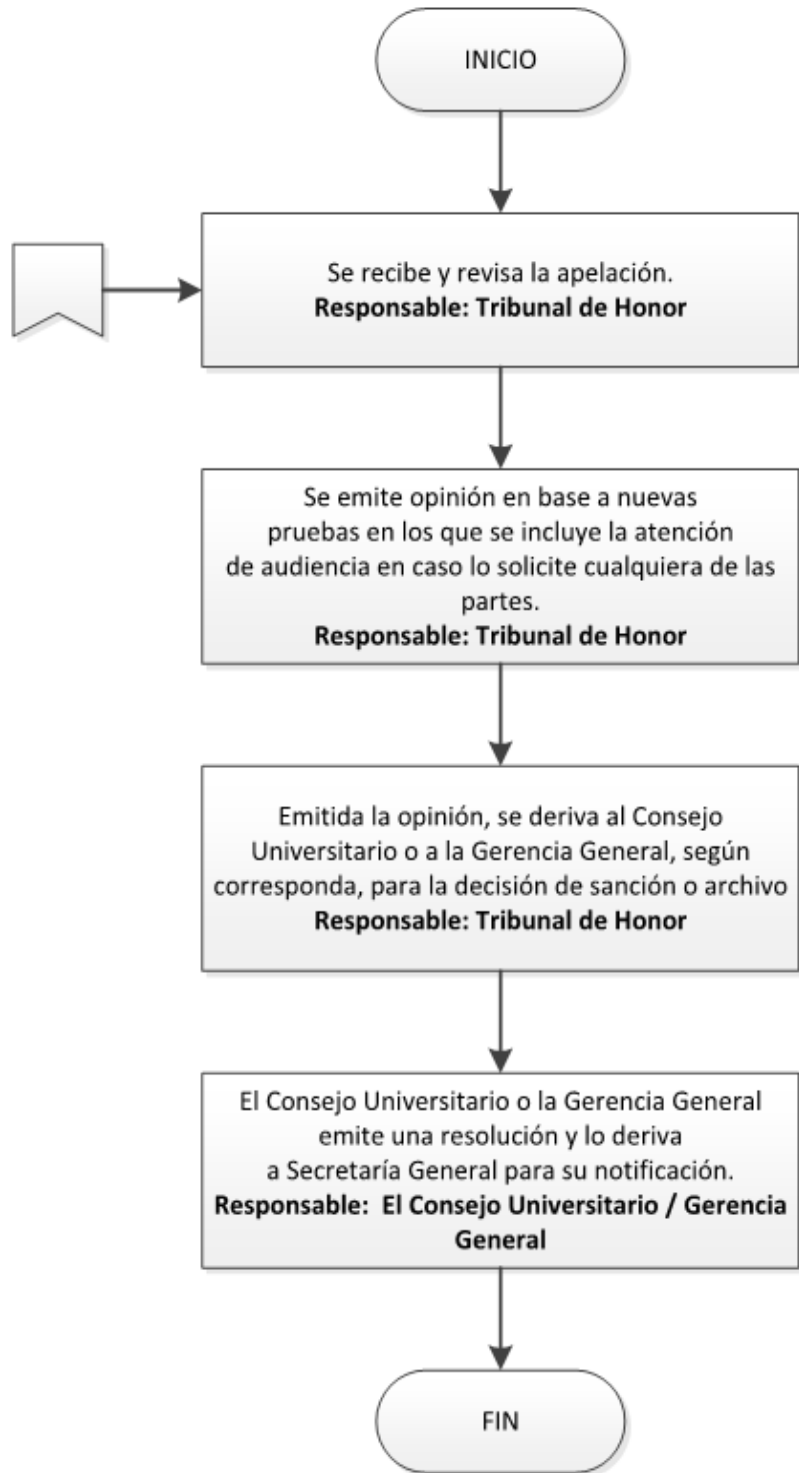 INICIO
Se recibe y revisa la apelación.
Responsable: Tribunal de Honor
Se emite opinión en base a nuevas
pruebas en los que se incluye la atención
de audiencia en caso lo solicite cualquiera de las
partes.
Responsable: Tribunal de Honor
Emitida la opinión, se deriva al Consejo
Universitario o a la Gerencia General, según
corresponda, para la decisión de sanción o archivo
Responsable: Tribunal de Honor
El Consejo Universitario o la Gerencia General
emite una resolución y lo deriva
a Secretaría General para su notificación.
Responsable: El Consejo Universitario / Gerencia
General
FIN